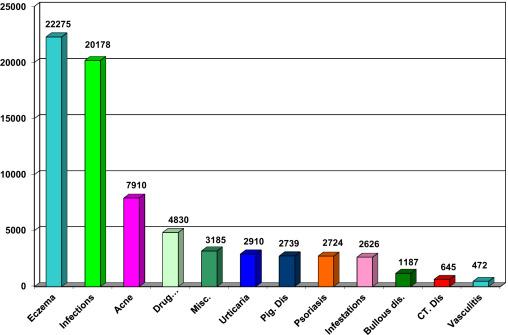 25000
20000
15000
10000
5000
0
22275
20178
7910
4830
3185
2910
2739
2724
2626
1187
645
472
Eczema
Infections
Acne
Drug...
Misc.
Urticaria
Pig. Dis
Psoriasis
Infestations
Bullous dis.
CT. Dis
Vasculitis